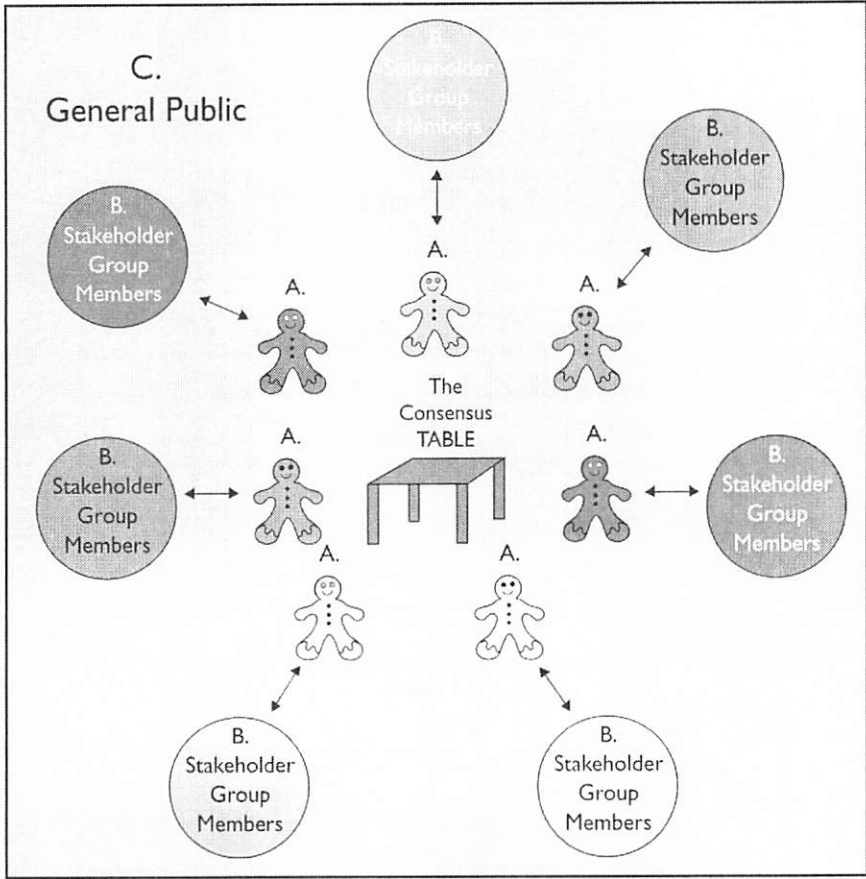 C.
General Public
B.
Stakeholder
Group
Members
B.
Stakeholder
Group
Members
B.
Stakeholder
Group
Members
A.
A.
A.
The
Consensus
TABLE
B.
Stakeholder
Group
Members
A.
A.
B.
Stakeholder
Group
Members
A.
A.
B.
Stakeholder
Group
Members
B.
Stakeholder
Group
Members